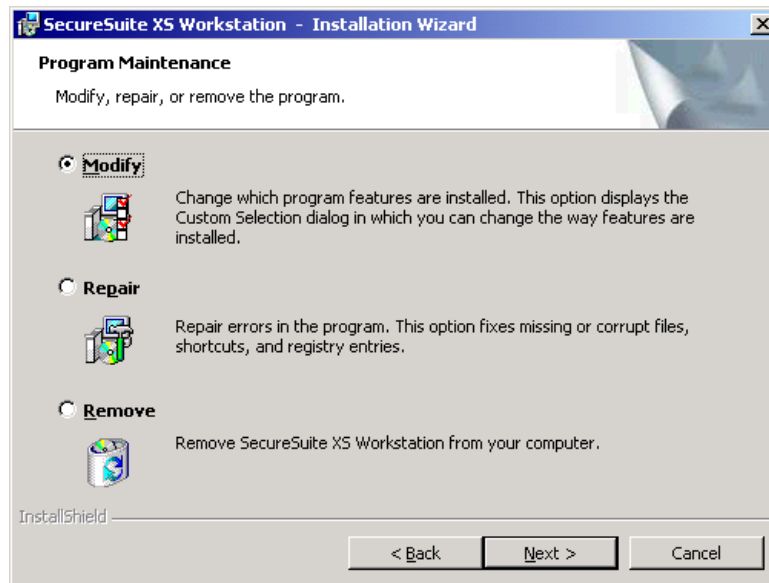 SecureSuite XS Workstation - Installation Wizard
Program Maintenance
Modify, repair, or remove the program.
Modify
Change which program features are installed. This option displays the
Custom Selection dialog in which you can change the way features are
installed.
Repair
Repair errors in the program. This option fixes missing or corrupt files,
shortcuts, and registry entries.
Remove
Remove SecureSuite XS Workstation from your computer.
InstallShield
< Back
Next >
Cancel